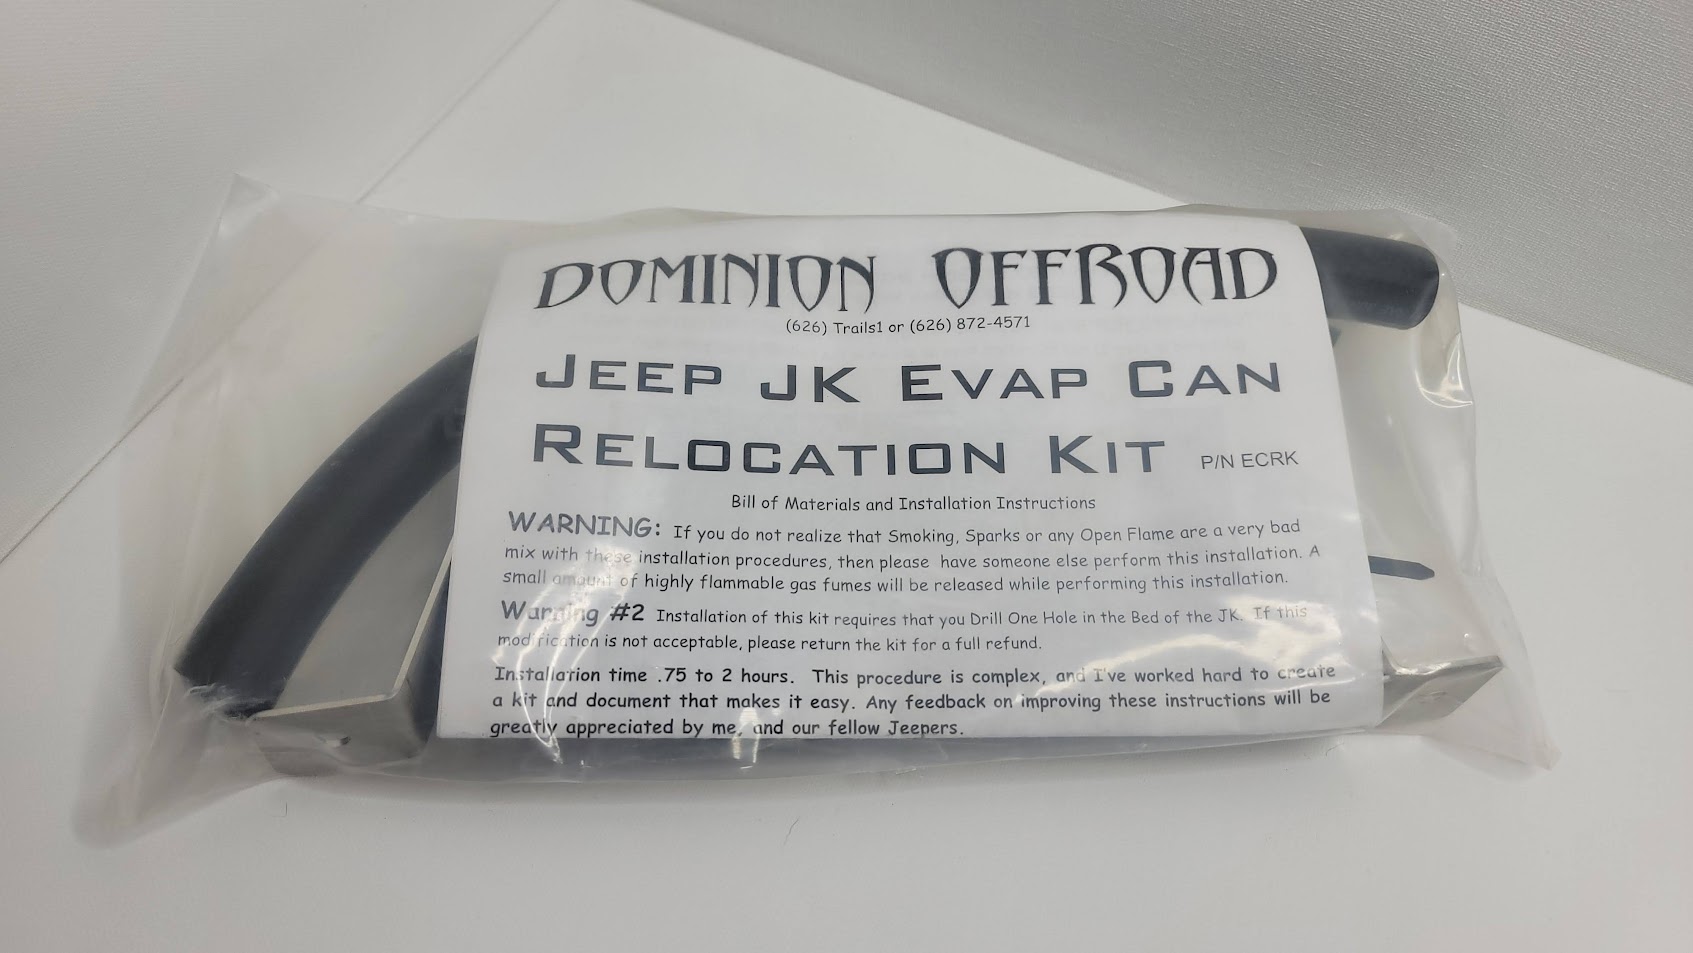 DOMINION OFFROAD
(626) Trails1 or (626) 872-4571
JEEP JK EVAP CAN
RELOCATION KIT P/N ECRK
Bill of Materials and Installation Instructions
WARNING: If you do not realize that Smoking, Sparks or any Open Flame are a very bad
mix with these installation procedures, then please have someone else perform this installation. A
small amount of highly flammable gas fumes will be released while performing this installation.
Warning #2 Installation of this kit requires that you Drill One Hole in the Bed of the JK. If this
modification is not acceptable, please return the kit for a full refund.
Installation time .75 to 2 hours. This procedure is complex, and I've worked hard to create
a kit and document that makes it easy. Any feedback on improving these instructions will be
greatly appreciated by me, and our fellow Jeepers.